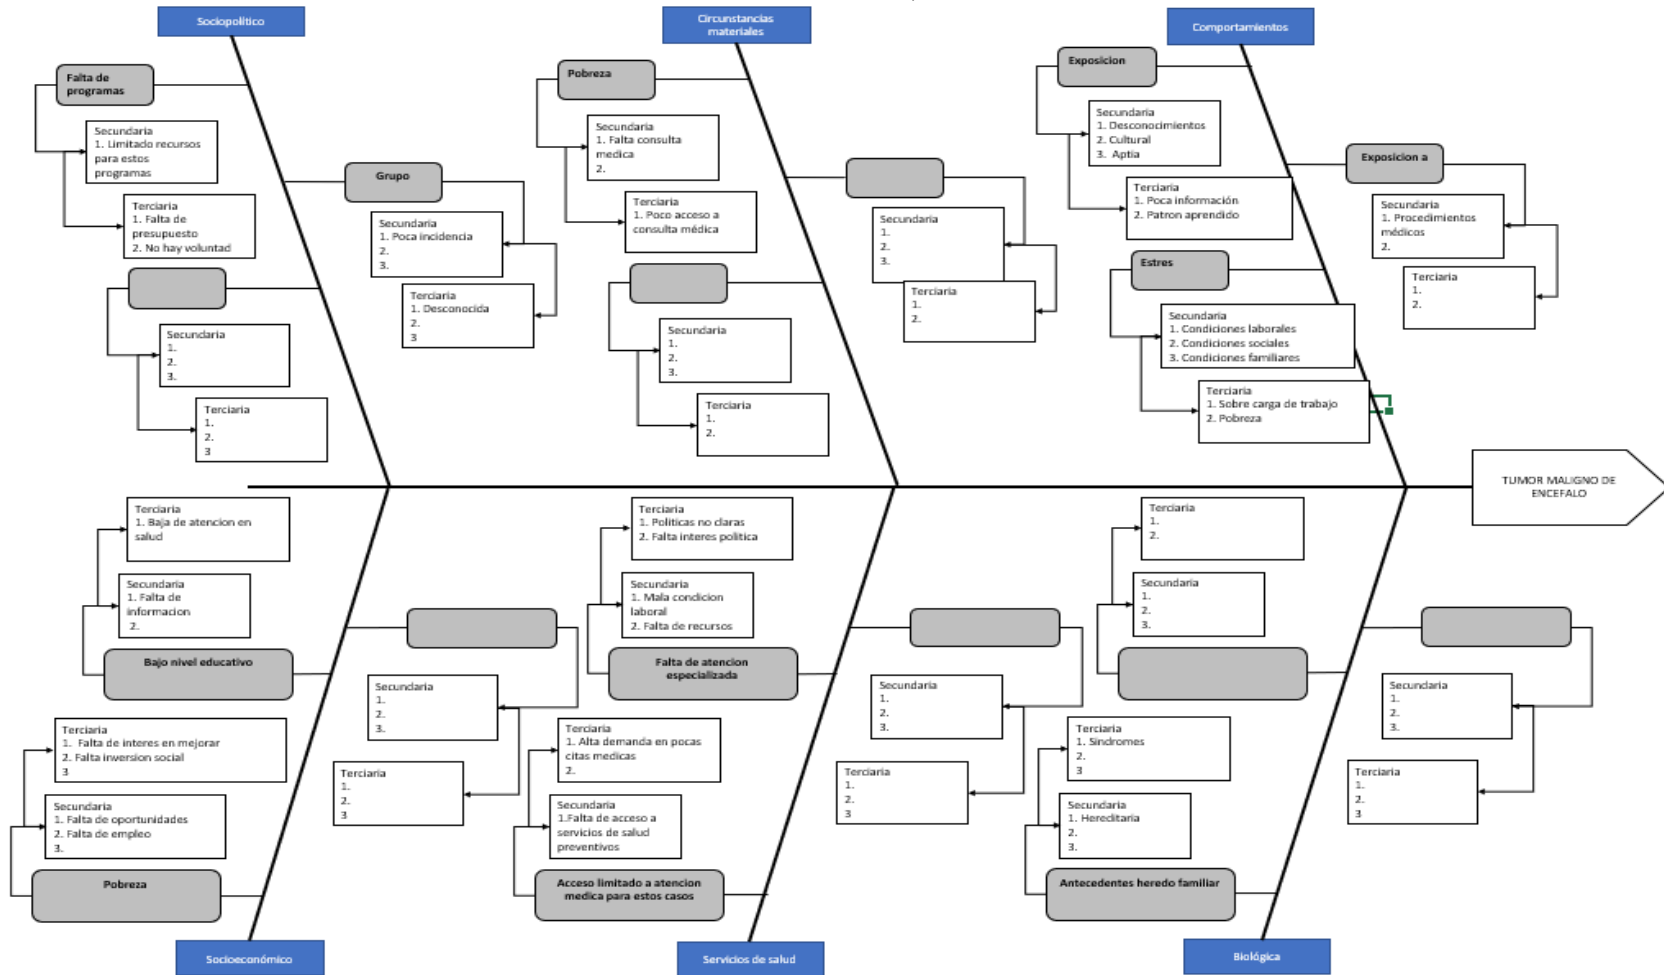 Sociopolítico
Circunstancias
materiales
Comportamientos
Falta de
programas
Secundaria
1. Limitado recursos
para estos
programas
Terciaria
1. Falta de
presupuesto
2. No hay voluntad
Grupo
Secundaria
1. Poca incidencia
2.
3.
Terciaria
1. Desconocida
2.
3
Secundaria
1.
2.
3.
Terciaria
1.
2.
3
Pobreza
Secundaria
1. Falta consulta
medica
2.
Terciaria
1. Poco acceso a
consulta médica
Secundaria
1.
2.
3.
Terciaria
1.
2.
Secundaria
1.
2.
3.
Terciaria
1.
2.
Exposicion
Secundaria
1. Desconocimientos
2. Cultural
3. Aptia
Terciaria
1. Poca información
2. Patron aprendido
Exposicion a
Secundaria
1. Procedimientos
médicos
2.
Terciaria
1.
2.
Estres
Secundaria
1. Condiciones laborales
2. Condiciones sociales
3. Condiciones familiares
Terciaria
1. Sobre carga de trabajo
2. Pobreza
TUMOR MALIGNO DE
ENCEFALO
Terciaria
1. Baja de atencion en
salud
Secundaria
1. Falta de
informacion
2.
Bajo nivel educativo
Secundaria
1.
2.
3.
Terciaria
1.
2.
3
Terciaria
1. Falta de interes en mejorar
2. Falta inversion social
3
Secundaria
1. Falta de oportunidades
2. Falta de empleo
3.
Pobreza
Terciaria
1. Politicas no claras
2. Falta interes politica
Secundaria
1. Mala condicion
laboral
2. Falta de recursos
Falta de atencion
especializada
Secundaria
1.
2.
3.
Terciaria
1.
2.
3
Terciaria
1. Alta demanda en pocas
citas medicas
2.
Secundaria
1.Falta de acceso a
servicios de salud
preventivos
Acceso limitado a atencion
medica para estos casos
Terciaria
1.
2.
Secundaria
1.
2.
3.
Secundaria
1.
2.
3.
Terciaria
1.
2.
3
Terciaria
1. Sindromes
2.
3
Secundaria
1. Hereditaria
2.
3.
Antecedentes heredo familiar
Socioeconómico
Servicios de salud
Biológica